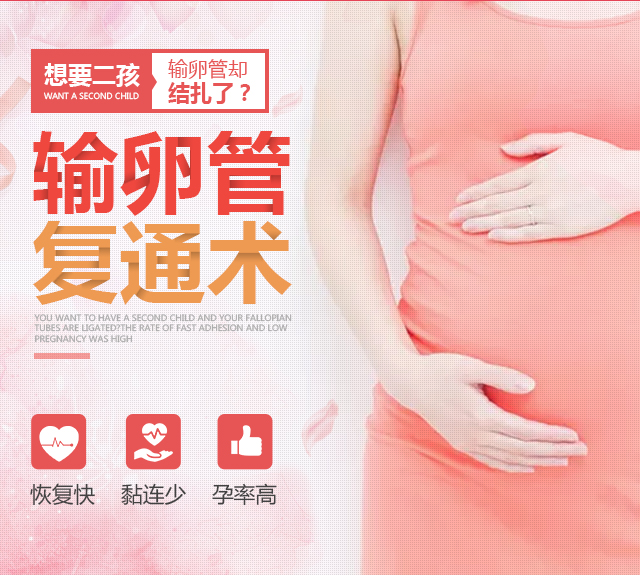 想要二孩
WANT A SECOND CHILD
输卵管却
结扎了？
输卵管
复通术
YOU WANT TO HAVE A SECOND CHILD AND YOUR FALLOPIAN
TUBES ARE LIGATED?THE RATE OF FAST ADHESION AND LOW
PREGNANCY WAS HIGH
恢复快
黏连少
孕率高